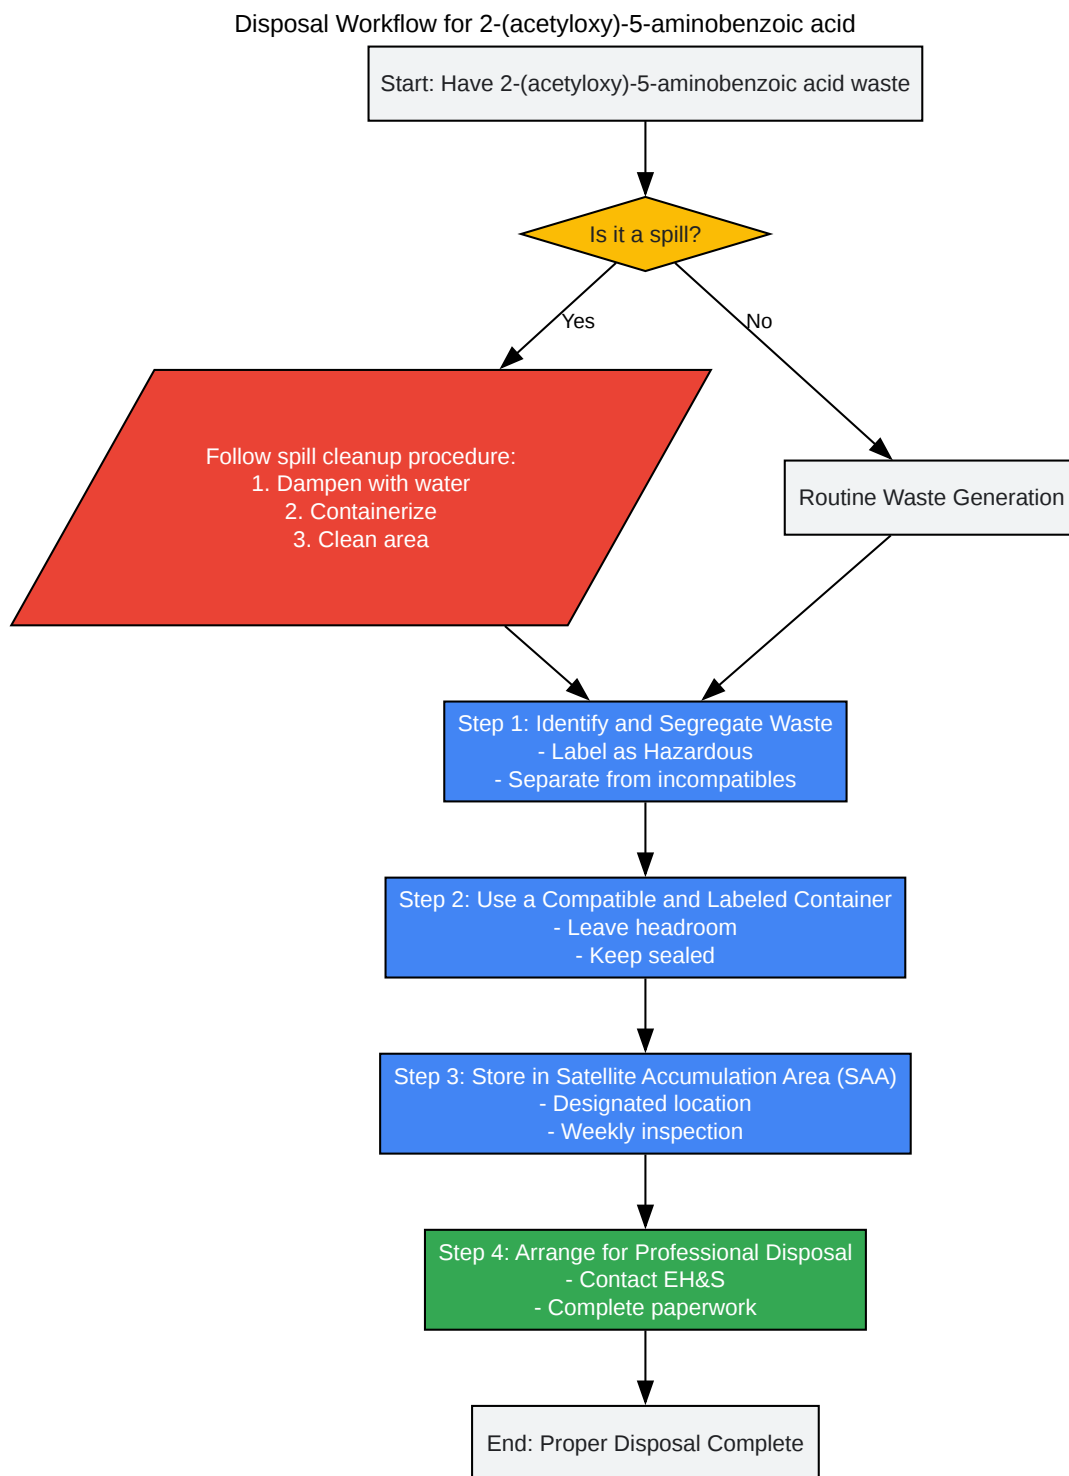 Disposal Workflow for 2-(acetyloxy)-5-aminobenzoic acid
Start: Have 2-(acetyloxy)-5-aminobenzoic acid waste
Is it a spill?
Yes
No
Follow spill cleanup procedure:
1. Dampen with water
2. Containerize
3. Clean area
Routine Waste Generation
Step 1: Identify and Segregate Waste
- Label as Hazardous
- Separate from incompatibles
Step 2: Use a Compatible and Labeled Container
- Leave headroom
- Keep sealed
Step 3: Store in Satellite Accumulation Area (SAA)
- Designated location
- Weekly inspection
Step 4: Arrange for Professional Disposal
- Contact EH&S
- Complete paperwork
End: Proper Disposal Complete